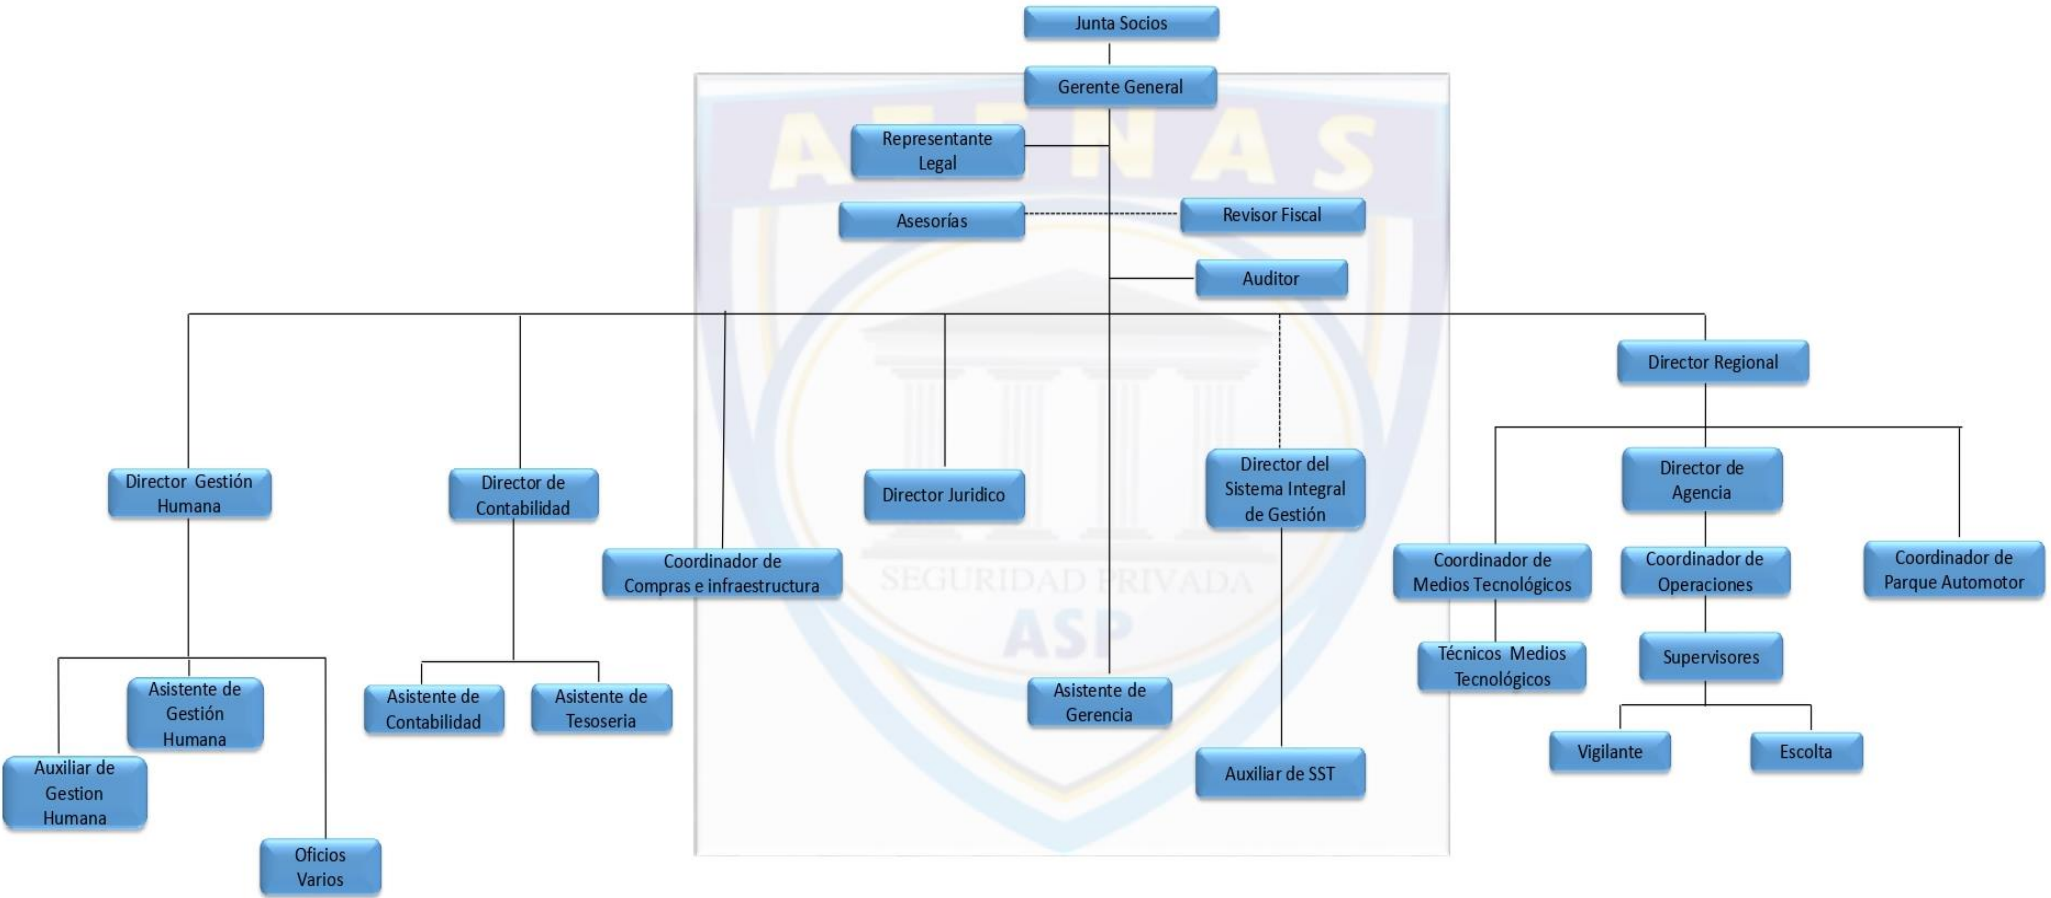 Junta Socios
Gerente General
ATENAS
Representante
Legal
Asesorías
Revisor Fiscal
Auditor
Director Regional
Director Gestión
Humana
Director de
Contabilidad
Coordinador de
Compras e infraestructura
Director Juridico
Director del
Sistema Integral
de Gestión
Director de
Agencia
Coordinador de
Medios Tecnológicos
Coordinador de
Operaciones
Coordinador de
Parque Automotor
SEGURIDAD PRIVADA
ASP
Técnicos Medios
Tecnológicos
Supervisores
Asistente de
Gestión
Humana
Asistente de
Contabilidad
Asistente de
Tesoseria
Asistente de
Gerencia
Vigilante
Escolta
Auxiliar de
Gestion
Humana
Auxiliar de SST
Oficios
Varios